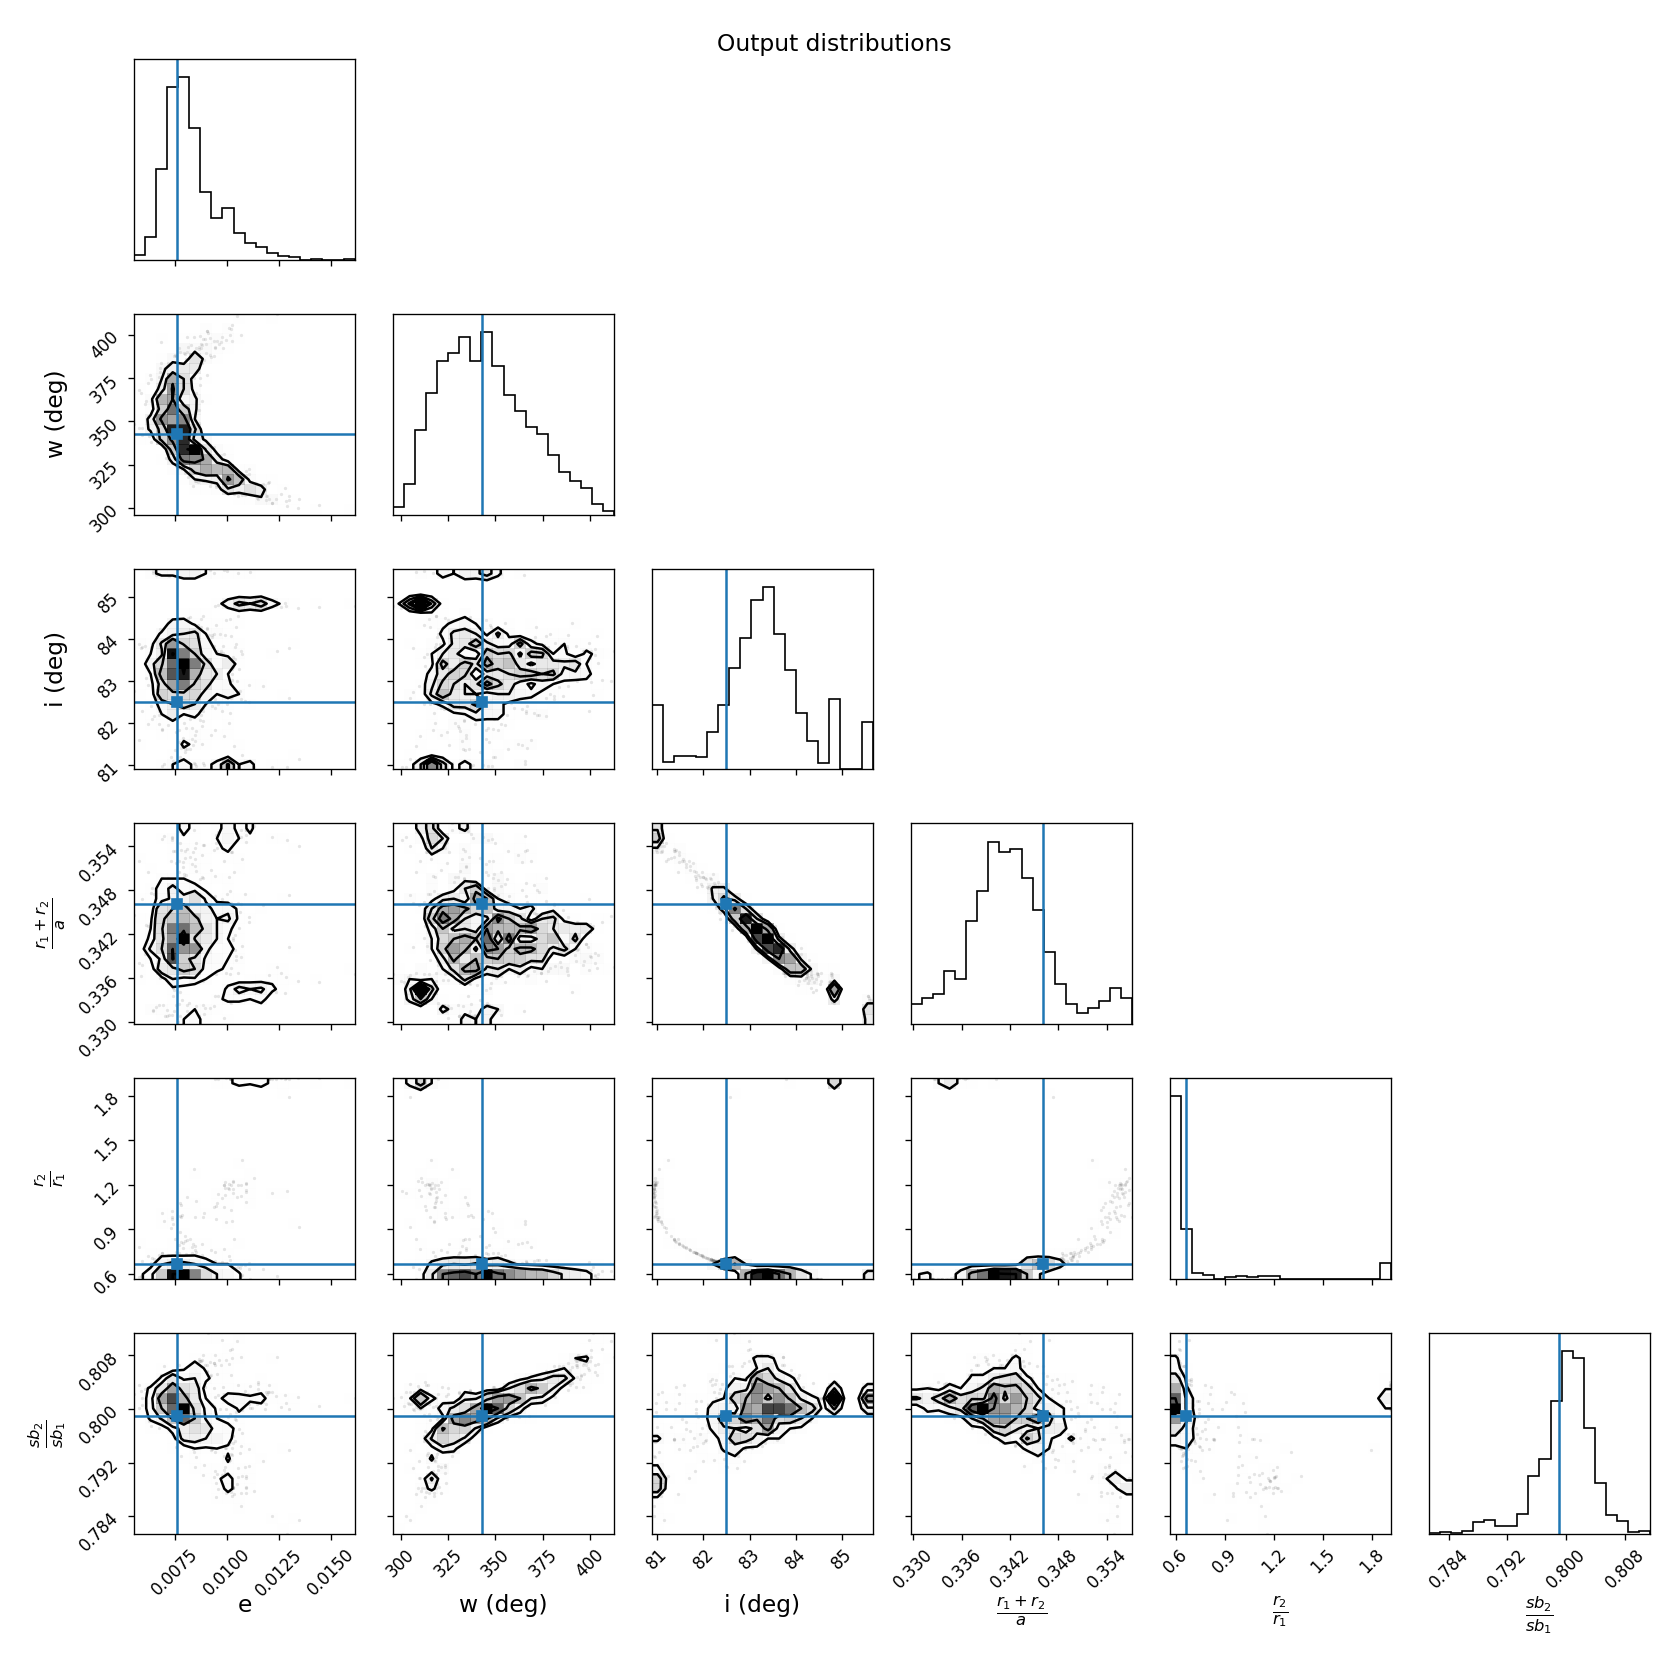 Output distributions
w (deg)
400
375
350
325
300
i (deg)
85
84
83
82
81
r₁ + r₂
a
0.354
0.348
0.342
0.336
0.330
r₂
r₁
1.8
1.5
1.2
0.9
0.6
sb₂
sb₁
0.808
0.800
0.792
0.784
0.0075 0.0100 0.0125 0.0150
300 325 350 375 400
81 82 83 84 85
0.330 0.336 0.342 0.348 0.354
0.6 0.9 1.2 1.5 1.8
0.784 0.792 0.800 0.808
e
w (deg)
i (deg)
r₁ + r₂
a
r₂
r₁
sb₂
sb₁